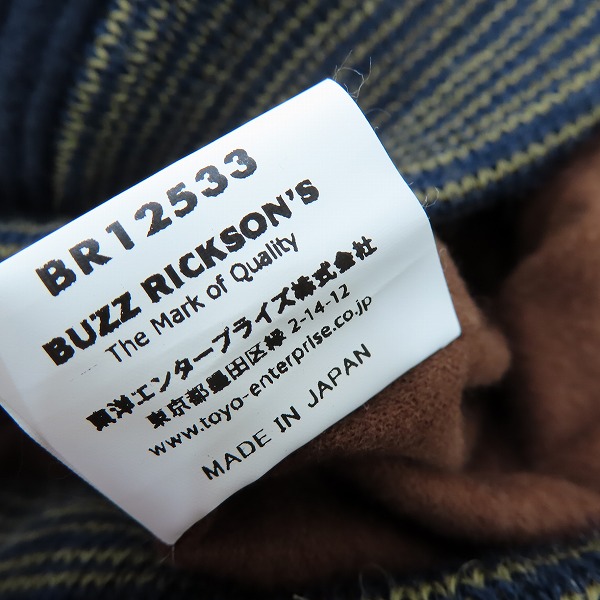 BR12533
BUZZ RICKSON'S
The Mark of Quality
東洋エンタープライズ株式会社
東京都墨田区緑 2-14-12
www.toyo-enterprise.co.jp
MADE IN JAPAN